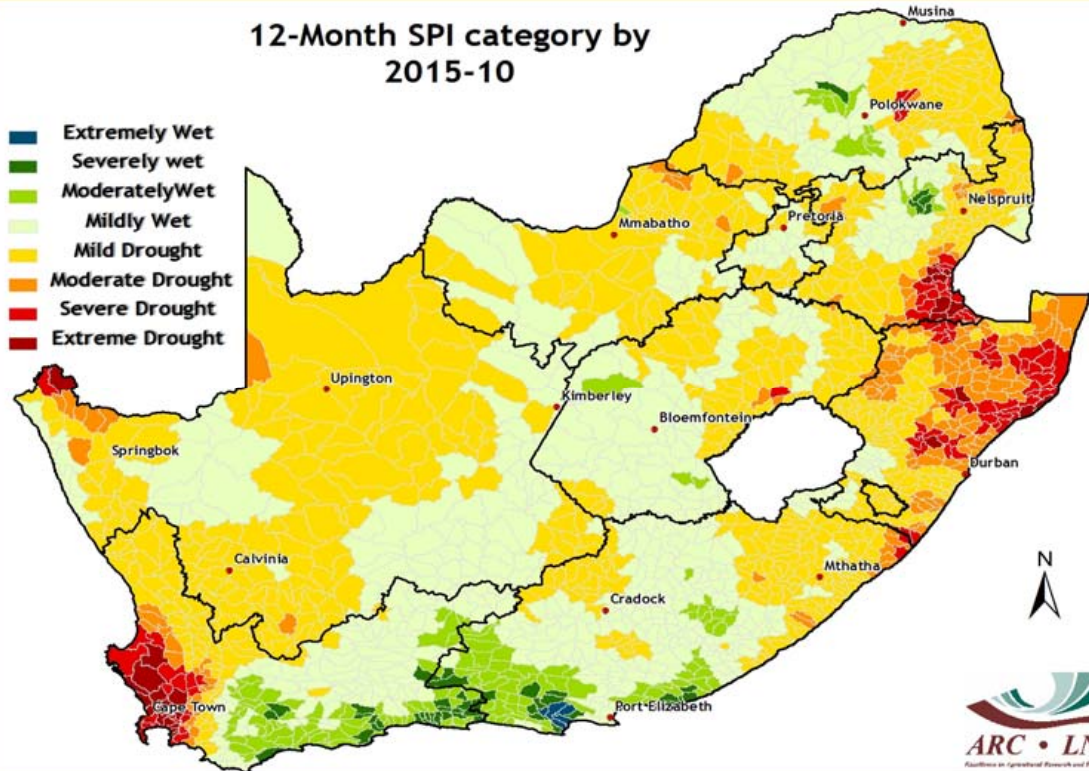 12-Month SPI category by
2015-10
Extremely Wet
Severely wet
ModeratelyWet
Mildly Wet
Mild Drought
Moderate Drought
Severe Drought
Extreme Drought
Musina
Polokwane
Nelspruit
Pretoria
Mmabatho
Upington
Kimberley
Bloemfontein
Springbok
Durban
Calvinia
Mthatha
Cradock
Cape Town
Port Elizabeth
N
ARC • LN